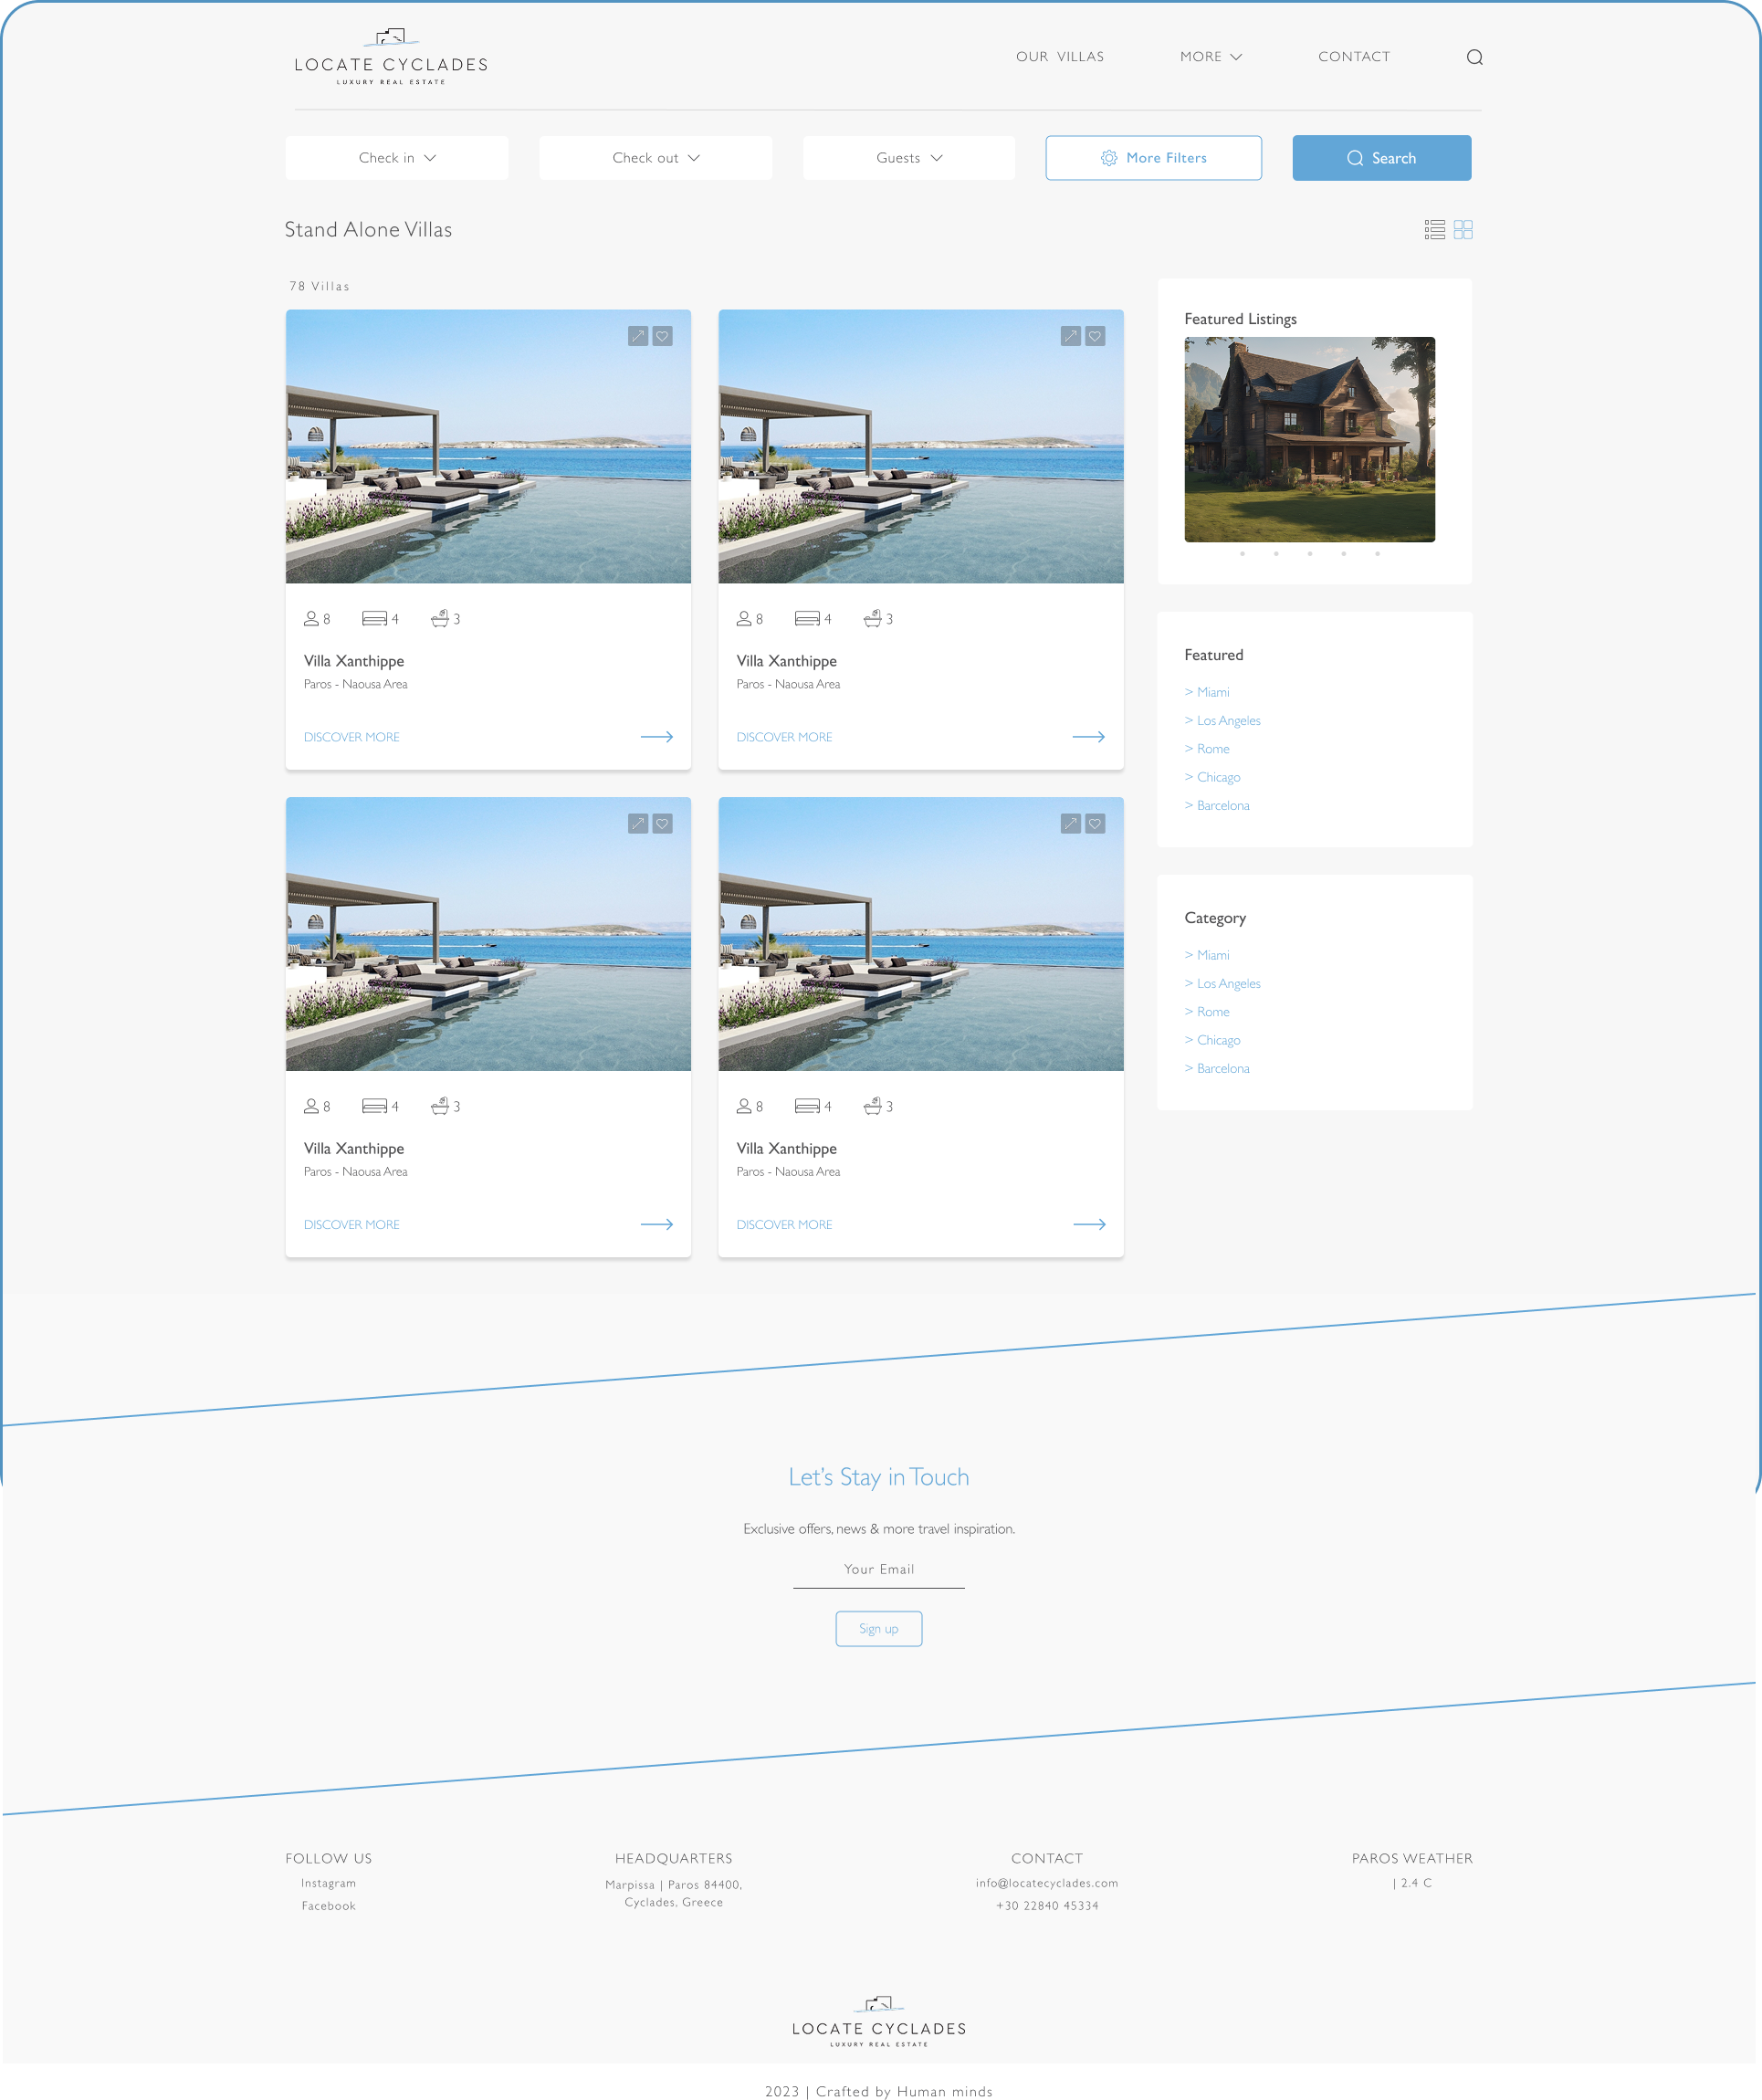 LOCATE CYCLADES
LUXURY REAL ESTATE
OUR VILLAS
MORE
CONTACT
Check in
Check out
Guests
More Filters
Search
Stand Alone Villas
78 Villas
8 4 3
Villa Xanthippe
Paros - Naousa Area
DISCOVER MORE
8 4 3
Villa Xanthippe
Paros - Naousa Area
DISCOVER MORE
8 4 3
Villa Xanthippe
Paros - Naousa Area
DISCOVER MORE
8 4 3
Villa Xanthippe
Paros - Naousa Area
DISCOVER MORE
Featured Listings
Featured
> Miami
> Los Angeles
> Rome
> Chicago
> Barcelona
Category
> Miami
> Los Angeles
> Rome
> Chicago
> Barcelona
Let’s Stay in Touch
Exclusive offers, news & more travel inspiration.
Your Email
Sign up
FOLLOW US
Instagram
Facebook
HEADQUARTERS
Marpissa | Paros 84400,
Cyclades, Greece
CONTACT
info@locatecyclades.com
+30 22840 45334
PAROS WEATHER
| 2.4 C
LOCATE CYCLADES
LUXURY REAL ESTATE
2023 | Crafted by Human minds